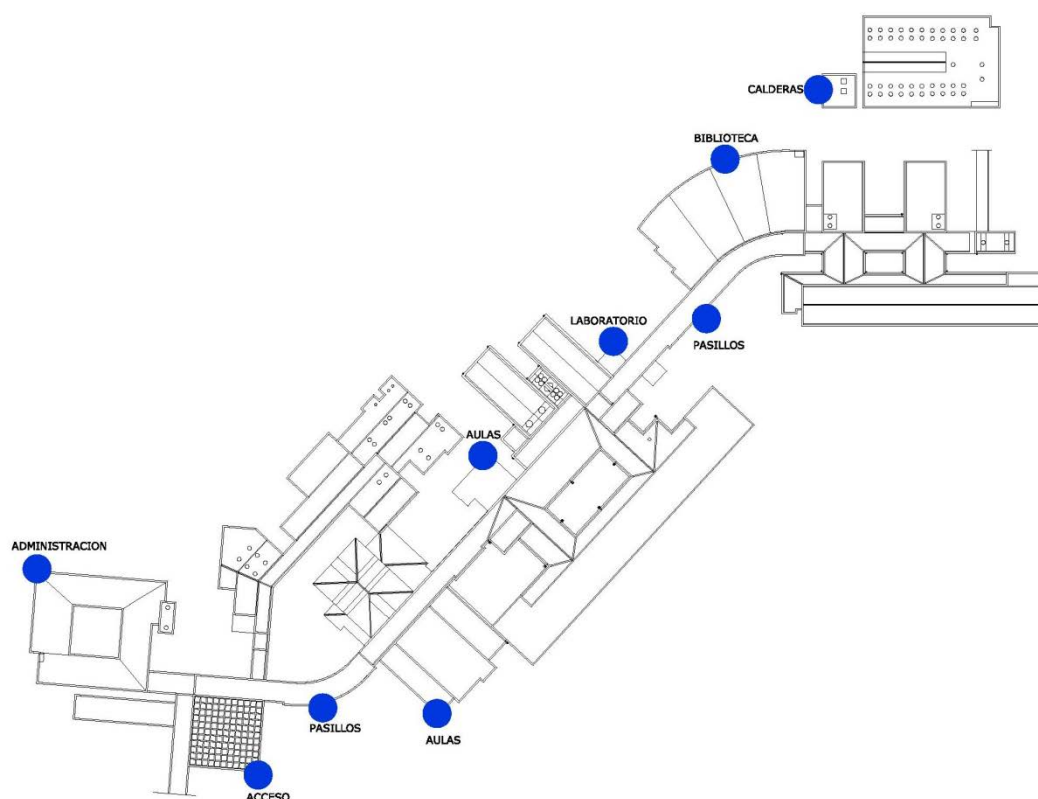 CALDERAS
BIBLIOTECA
LABORATORIO
PASILLOS
AULAS
ADMINISTRACION
PASILLOS
AULAS
ACCESO